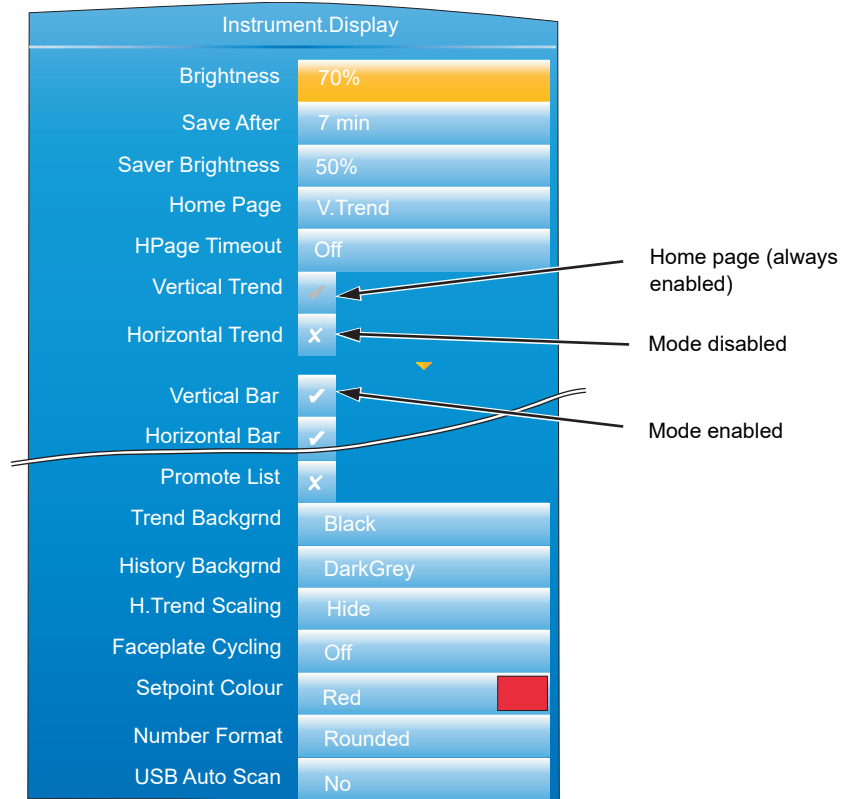 Instrument.Display
Brightness 70%
Save After 7 min
Saver Brightness 50%
Home Page V.Trend
HPage Timeout Off
Vertical Trend ✔
Horizontal Trend ✘
Vertical Bar ✔
Horizontal Bar ✔
Promote List ✘
Trend Backgrnd Black
History Backgrnd DarkGrey
H.Trend Scaling Hide
Faceplate Cycling Off
Setpoint Colour Red
Number Format Rounded
USB Auto Scan No
Home page (always
enabled)
Mode disabled
Mode enabled